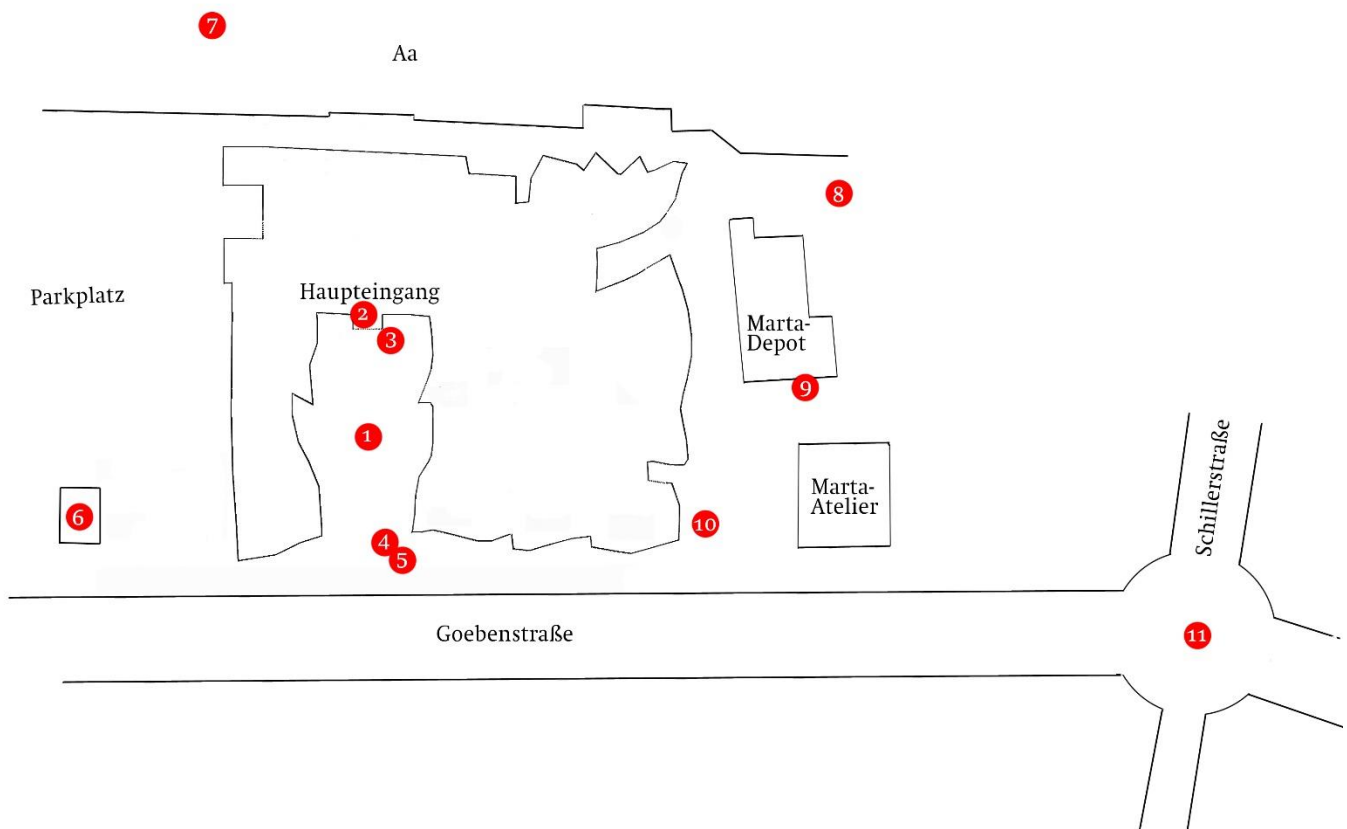 7
Aa
8
Parkplatz
Haupteingang
2
3
Marta-
Depot
9
1
Schillerstraße
6
Marta-
Atelier
10
4
5
Goebenstraße
11